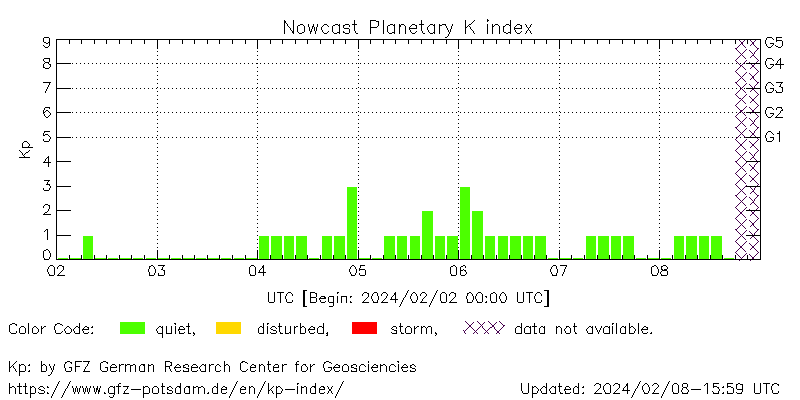 Nowcast Planetary K index
9 G5
8 G4
7 G3
6 G2
5 G1
4
3
2
1
0
Kp
02 03 04 05 06 07 08
UTC [Begin: 2024/02/02 00:00 UTC]
Color Code: quiet, disturbed, storm, data not available.
Kp: by GFZ German Research Center for Geosciencies
https://www.gfz-potsdam.de/en/kp-index/ Updated: 2024/02/08-15:59 UTC